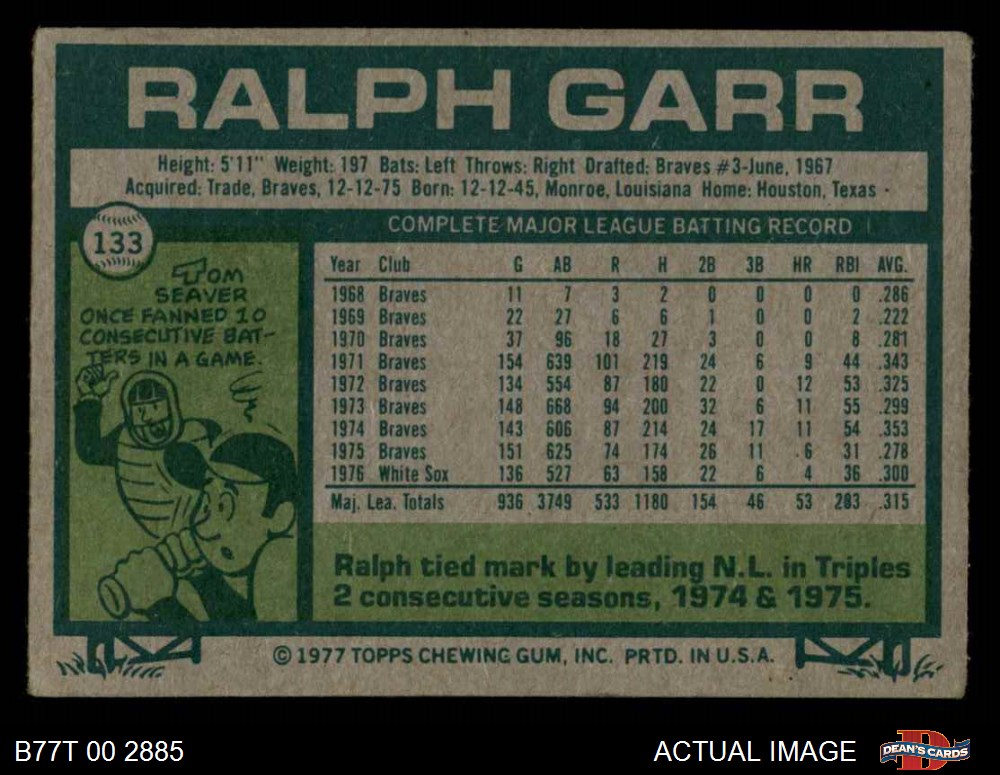 RALPH GARR
Height: 5'11" Weight: 197 Bats: Left Throws: Right Drafted: Braves #3-June, 1967
Acquired: Trade, Braves, 12-12-75 Born: 12-12-45, Monroe, Louisiana Home: Houston, Texas
133
TOM
SEAVER
ONCE FANNED 10
CONSECUTIVE BAT-
TERS IN A GAME.
COMPLETE MAJOR LEAGUE BATTING RECORD
Year Club G AB R H 2B 3B HR RBI AVG.
1968 Braves 11 7 3 2 0 0 0 0 .286
1969 Braves 22 27 6 6 1 0 0 2 .222
1970 Braves 37 96 18 27 3 0 0 8 .281
1971 Braves 154 639 101 219 24 6 9 44 .343
1972 Braves 134 554 87 180 22 0 12 53 .325
1973 Braves 148 668 94 200 32 6 11 55 .299
1974 Braves 143 606 87 214 24 17 11 54 .353
1975 Braves 151 625 74 174 26 11 6 31 .278
1976 White Sox 136 527 63 158 22 6 4 36 .300
Maj. Lea. Totals 936 3749 533 1180 154 46 53 283 .315
Ralph tied mark by leading N.L. in Triples
2 consecutive seasons, 1974 & 1975.
© 1977 TOPPS CHEWING GUM, INC. PRTD. IN U.S.A.
B77T 00 2885
ACTUAL IMAGE
DEAN'S CARDS